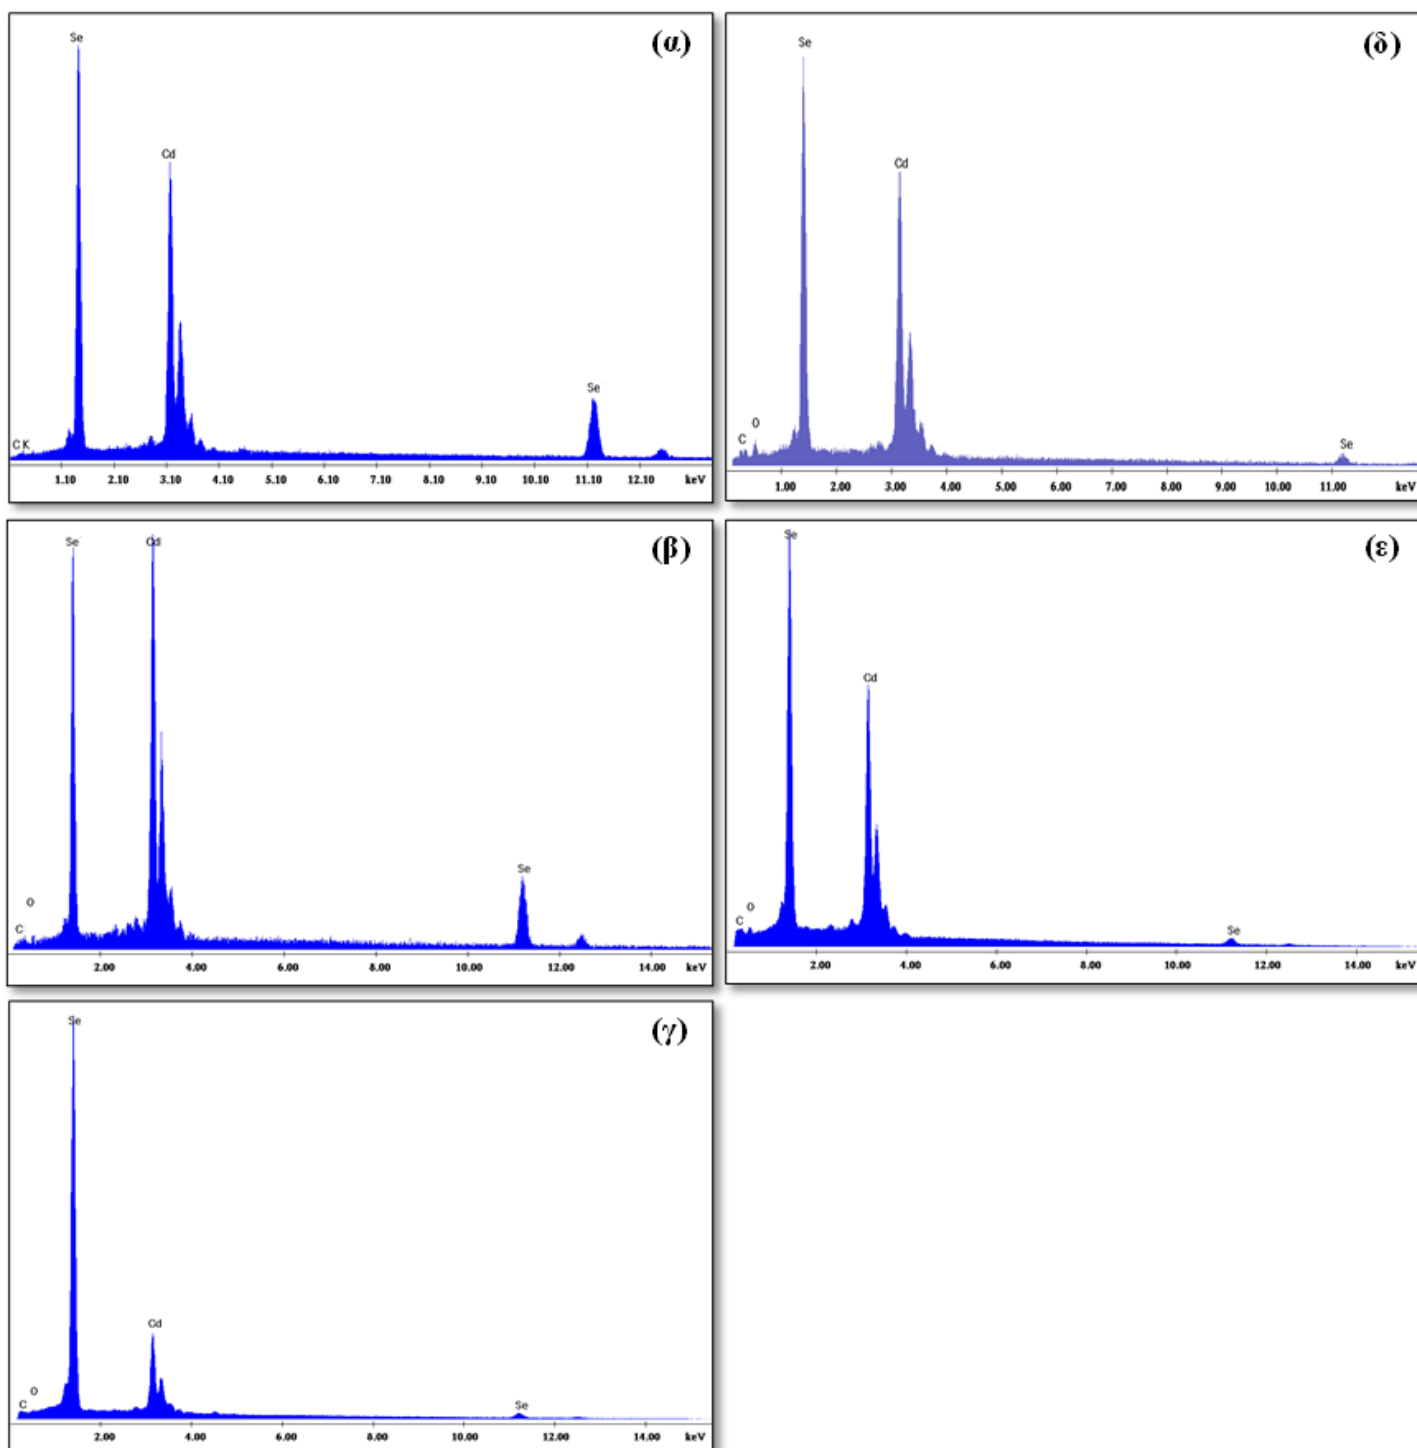 (α)
Se
Cd
Se
C K
1.10 2.10 3.10 4.10 5.10 6.10 7.10 8.10 9.10 10.10 11.10 12.10 keV
(δ)
Se
Cd
O
C
Se
1.00 2.00 3.00 4.00 5.00 6.00 7.00 8.00 9.00 10.00 11.00 keV
(β)
Se
Cd
Se
O
C
2.00 4.00 6.00 8.00 10.00 12.00 14.00 keV
(ε)
Se
Cd
O
C
Se
2.00 4.00 6.00 8.00 10.00 12.00 14.00 keV
(γ)
Se
Cd
O
C
Se
2.00 4.00 6.00 8.00 10.00 12.00 14.00 keV